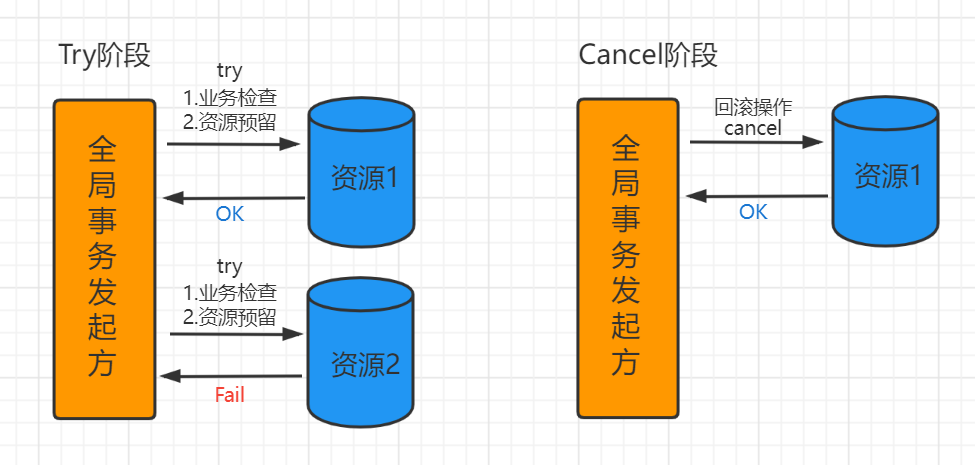 Try阶段
全局事务发起方
try
1.业务检查
2.资源预留
资源1
OK
try
1.业务检查
2.资源预留
资源2
Fail
Cancel阶段
全局事务发起方
回滚操作
cancel
资源1
OK